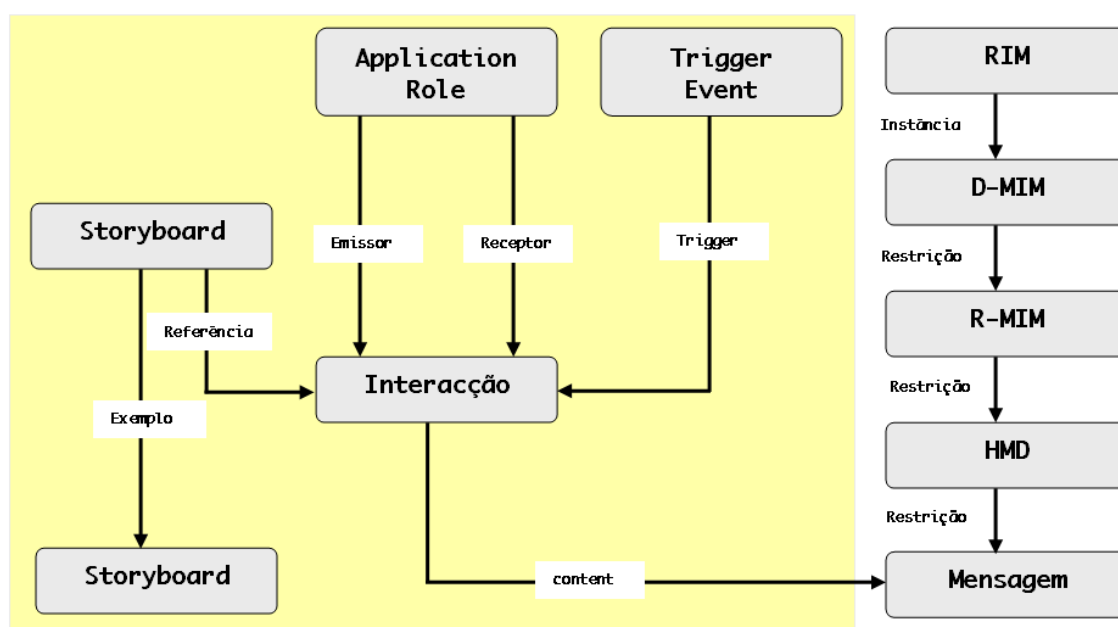 Application
Role
Trigger
Event
RIM
Instância
D-MIM
Storyboard
Emissor
Receptor
Trigger
Restrição
R-MIM
Referência
Interacção
Restrição
Exemplo
HMD
Restrição
Storyboard
content
Mensagem